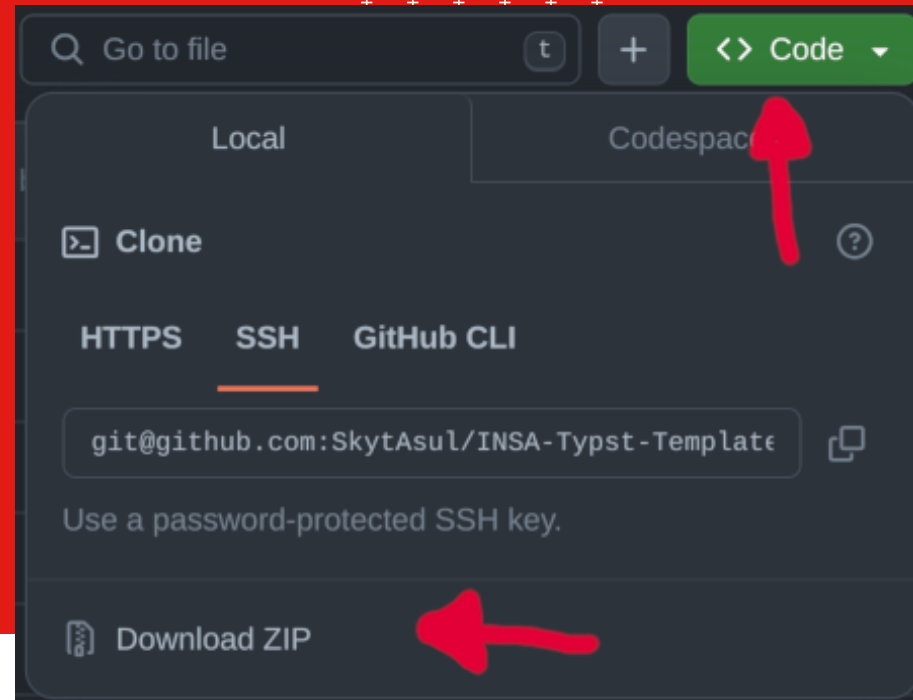 Go to file t + <> Code
Local Codespaces
Clone
HTTPS SSH GitHub CLI
git@github.com:SkytAsul/INSA-Typst-Template
Use a password-protected SSH key.
Download ZIP